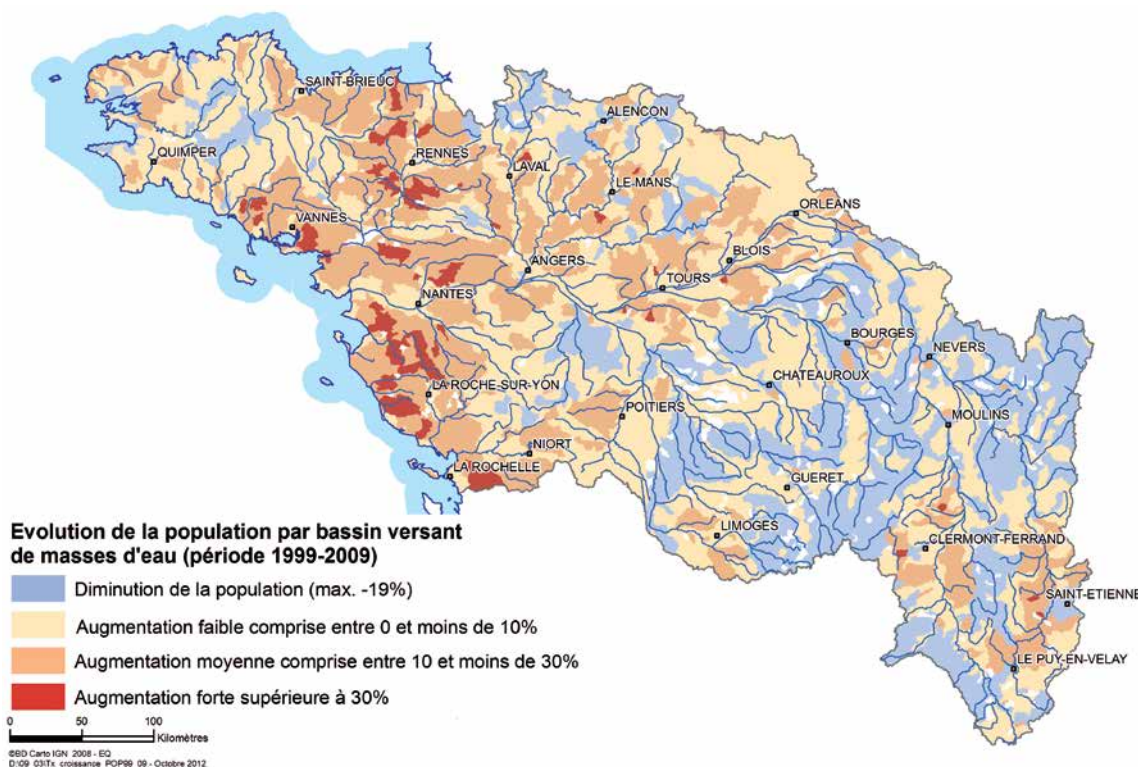 SAINT-BRIEUC
ALENCON
QUIMPER
RENNES
LAVAL
LE-MANS
ORLEANS
VANNES
BLOIS
ANGERS
TOURS
NANTES
BOURGES
NEVERS
CHATEAUROUX
LA ROCHE-SUR-YON
POITIERS
MOULINS
NIORT
LA ROCHELLE
GUERET
LIMOGES
CLERMONT-FERRAND
SAINT-ETIENNE
LE PUY-EN-VELAY
Evolution de la population par bassin versant
de masses d'eau (période 1999-2009)
Diminution de la population (max. -19%)
Augmentation faible comprise entre 0 et moins de 10%
Augmentation moyenne comprise entre 10 et moins de 30%
Augmentation forte supérieure à 30%
0 50 100
Kilomètres
©BD Carto IGN 2008 - EQ
D:\09_03\Tx_croissance_POP99_09 - Octobre 2012